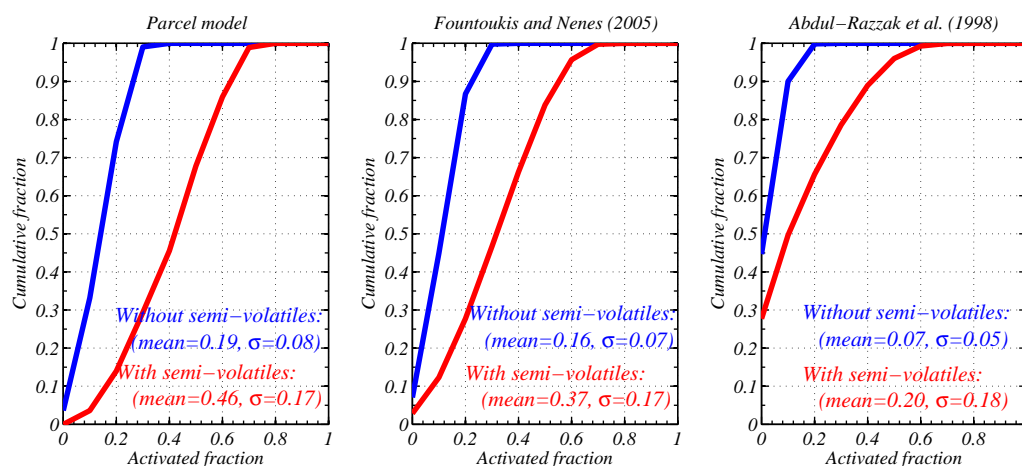 Parcel model
Fountoukis and Nenes (2005)
Abdul−Razzak et al. (1998)
Cumulative fraction
1
0.9
0.8
0.7
0.6
0.5
0.4
0.3
0.2
0.1
0
Without semi−volatiles:
(mean=0.19, σ=0.08)
With semi−volatiles:
(mean=0.46, σ=0.17)
0 0.2 0.4 0.6 0.8 1
Activated fraction
Cumulative fraction
1
0.9
0.8
0.7
0.6
0.5
0.4
0.3
0.2
0.1
0
Without semi−volatiles:
(mean=0.16, σ=0.07)
With semi−volatiles:
(mean=0.37, σ=0.17)
0 0.2 0.4 0.6 0.8 1
Activated fraction
Cumulative fraction
1
0.9
0.8
0.7
0.6
0.5
0.4
0.3
0.2
0.1
0
Without semi−volatiles:
(mean=0.07, σ=0.05)
With semi−volatiles:
(mean=0.20, σ=0.18)
0 0.2 0.4 0.6 0.8 1
Activated fraction